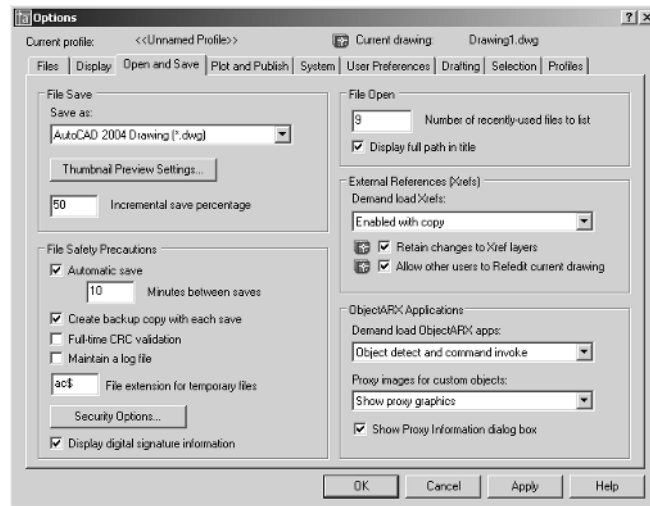 Options
Current profile: <<Unnamed Profile>> Current drawing: Drawing1.dwg
Files Display Open and Save Plot and Publish System User Preferences Drafting Selection Profiles
File Save
Save as:
AutoCAD 2004 Drawing (*.dwg)
Thumbnail Preview Settings...
50 Incremental save percentage
File Safety Precautions
Automatic save
10 Minutes between saves
Create backup copy with each save
Full-time CRC validation
Maintain a log file
ac$ File extension for temporary files
Security Options...
Display digital signature information
File Open
9 Number of recently-used files to list
Display full path in title
External References (Xrefs)
Demand load Xrefs:
Enabled with copy
Retain changes to Xref layers
Allow other users to Refedit current drawing
ObjectARX Applications
Demand load ObjectARX apps:
Object detect and command invoke
Proxy images for custom objects:
Show proxy graphics
Show Proxy Information dialog box
OK Cancel Apply Help